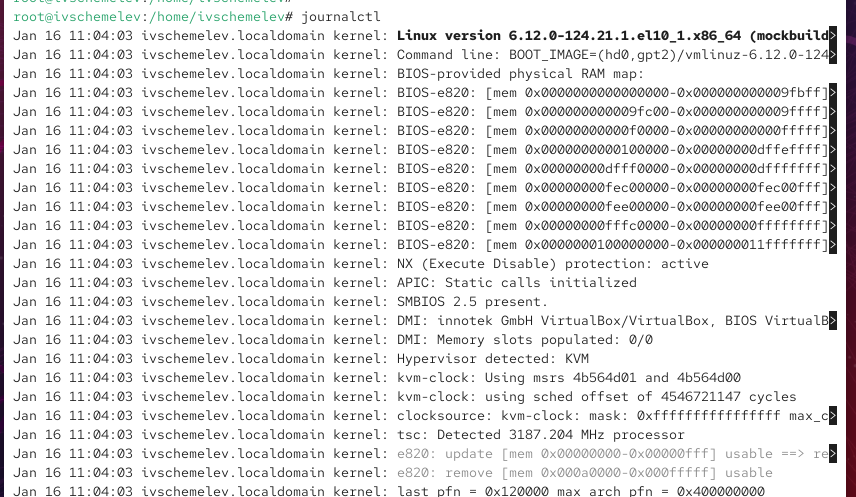 root@ivschemelev:/home/ivschemelev#
root@ivschemelev:/home/ivschemelev# journalctl
Jan 16 11:04:03 ivschemelev.localdomain kernel: Linux version 6.12.0-124.21.1.el10_1.x86_64 (mockbuild>
Jan 16 11:04:03 ivschemelev.localdomain kernel: Command line: BOOT_IMAGE=(hd0,gpt2)/vmlinuz-6.12.0-124>
Jan 16 11:04:03 ivschemelev.localdomain kernel: BIOS-provided physical RAM map:
Jan 16 11:04:03 ivschemelev.localdomain kernel: BIOS-e820: [mem 0x0000000000000000-0x000000000009fbff]>
Jan 16 11:04:03 ivschemelev.localdomain kernel: BIOS-e820: [mem 0x000000000009fc00-0x000000000009ffff]>
Jan 16 11:04:03 ivschemelev.localdomain kernel: BIOS-e820: [mem 0x00000000000f0000-0x00000000000fffff]>
Jan 16 11:04:03 ivschemelev.localdomain kernel: BIOS-e820: [mem 0x0000000000100000-0x00000000dffeffff]>
Jan 16 11:04:03 ivschemelev.localdomain kernel: BIOS-e820: [mem 0x00000000dfff0000-0x00000000dfffffff]>
Jan 16 11:04:03 ivschemelev.localdomain kernel: BIOS-e820: [mem 0x00000000fec00000-0x00000000fec00fff]>
Jan 16 11:04:03 ivschemelev.localdomain kernel: BIOS-e820: [mem 0x00000000fee00000-0x00000000fee00fff]>
Jan 16 11:04:03 ivschemelev.localdomain kernel: BIOS-e820: [mem 0x00000000fffc0000-0x00000000ffffffff]>
Jan 16 11:04:03 ivschemelev.localdomain kernel: BIOS-e820: [mem 0x0000000100000000-0x000000011fffffff]>
Jan 16 11:04:03 ivschemelev.localdomain kernel: NX (Execute Disable) protection: active
Jan 16 11:04:03 ivschemelev.localdomain kernel: APIC: Static calls initialized
Jan 16 11:04:03 ivschemelev.localdomain kernel: SMBIOS 2.5 present.
Jan 16 11:04:03 ivschemelev.localdomain kernel: DMI: innotek GmbH VirtualBox/VirtualBox, BIOS VirtualB>
Jan 16 11:04:03 ivschemelev.localdomain kernel: DMI: Memory slots populated: 0/0
Jan 16 11:04:03 ivschemelev.localdomain kernel: Hypervisor detected: KVM
Jan 16 11:04:03 ivschemelev.localdomain kernel: kvm-clock: Using msrs 4b564d01 and 4b564d00
Jan 16 11:04:03 ivschemelev.localdomain kernel: kvm-clock: using sched offset of 4546721147 cycles
Jan 16 11:04:03 ivschemelev.localdomain kernel: clocksource: kvm-clock: mask: 0xffffffffffffffff max_c>
Jan 16 11:04:03 ivschemelev.localdomain kernel: tsc: Detected 3187.204 MHz processor
Jan 16 11:04:03 ivschemelev.localdomain kernel: e820: update [mem 0x00000000-0x00000fff] usable ==> re>
Jan 16 11:04:03 ivschemelev.localdomain kernel: e820: remove [mem 0x000a0000-0x000fffff] usable
Jan 16 11:04:03 ivschemelev.localdomain kernel: last_pfn = 0x120000 max_arch_pfn = 0x400000000